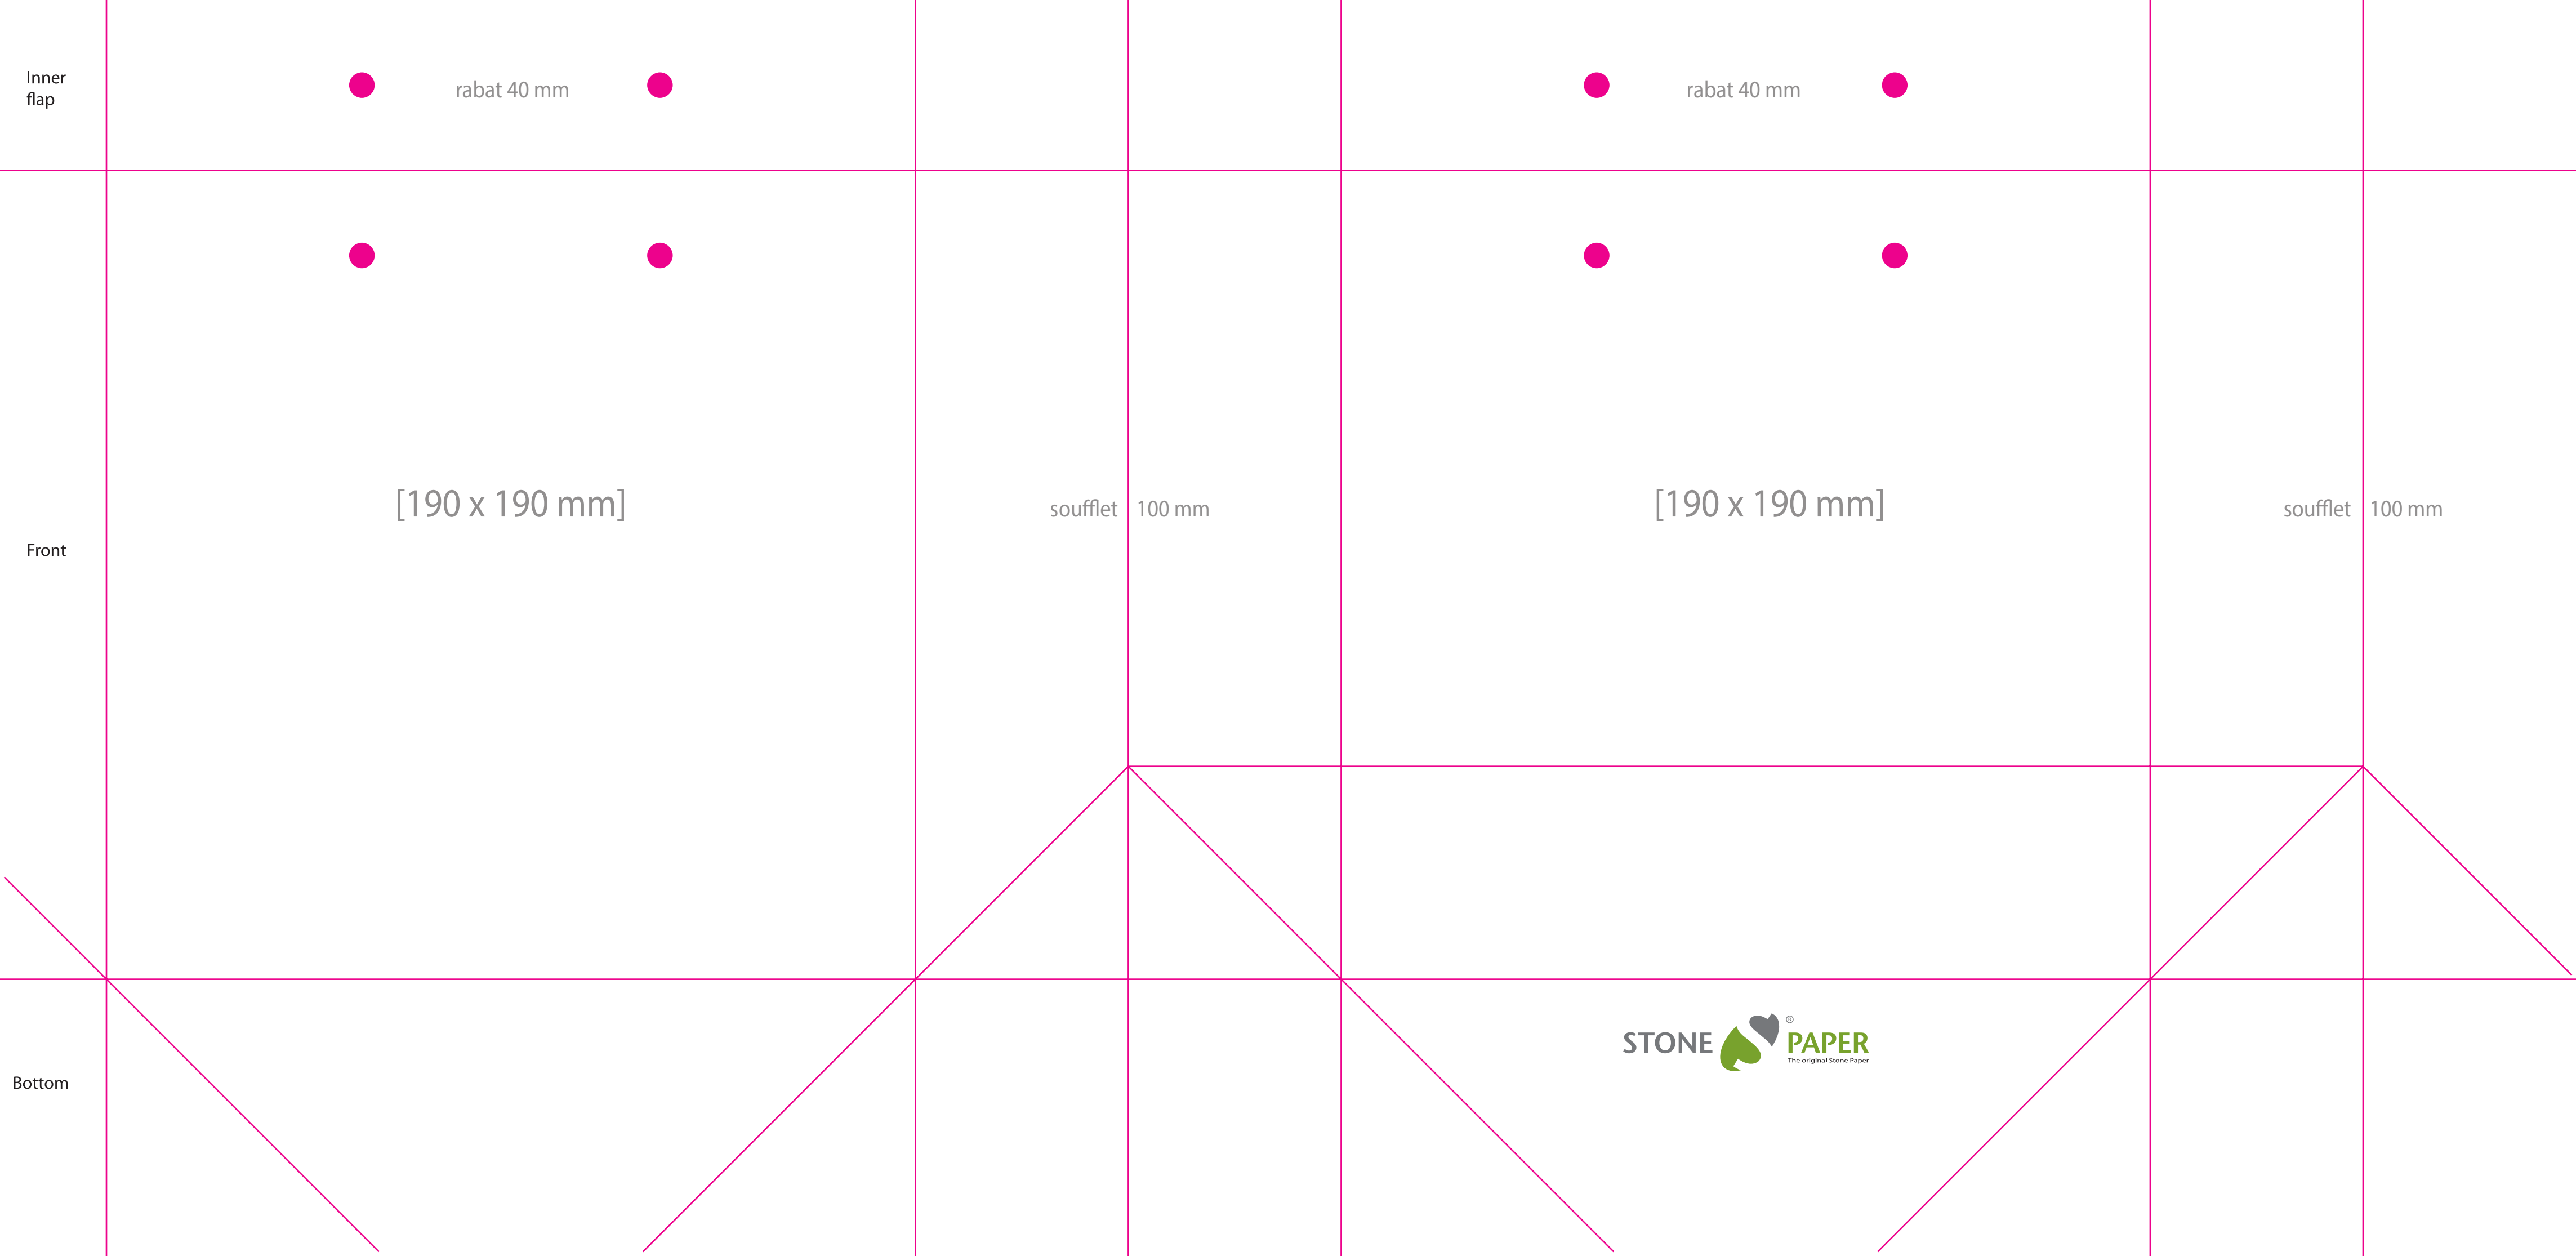 Inner
flap
rabat 40 mm
rabat 40 mm
[190 x 190 mm]
soufflet 100 mm
[190 x 190 mm]
soufflet 100 mm
Front
STONE PAPER®
The original Stone Paper
Bottom